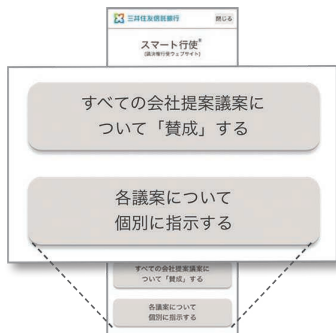 三井住友信託銀行
閉じる
スマート行使®
[議決権行使ウェブサイト]
すべての会社提案議案に
ついて「賛成」する
各議案について
個別に指示する
すべての会社提案議案に
ついて「賛成」する
各議案について
個別に指示する